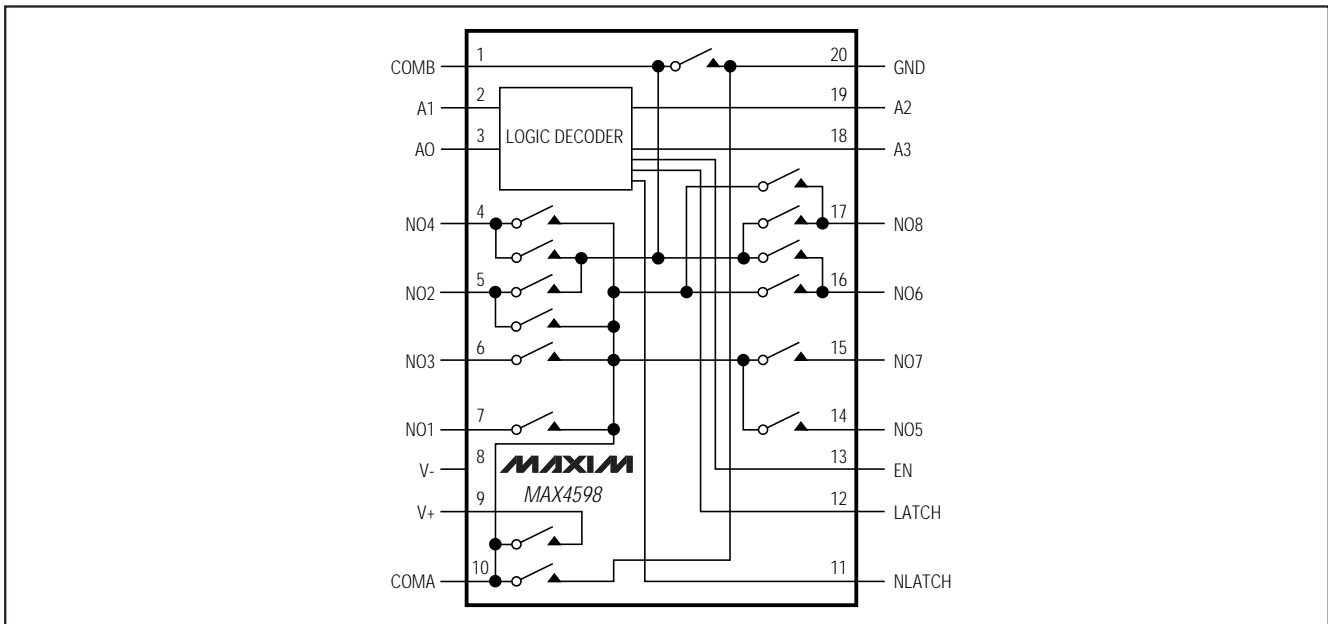 COMB 1 20 GND
A1 2 19 A2
LOGIC DECODER
AO 3 18 A3
NO4 4 17 NO8
NO2 5 16 NO6
NO3 6 15 NO7
NO1 7 14 NO5
V- 8 13 EN
MAXIM
MAX4598
V+ 9 12 LATCH
COMA 10 11 NLATCH